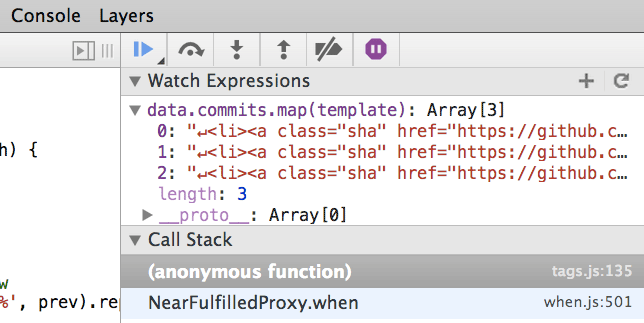 Console Layers
Watch Expressions
data.commits.map(template): Array[3]
0: "↵<li><a class="sha" href="https://github.c…
h) {
1: "↵<li><a class="sha" href="https://github.c…
2: "↵<li><a class="sha" href="https://github.c…
length: 3
__proto__: Array[0]
Call Stack
(anonymous function) tags.js:135
w
%', prev).rep
NearFulfilledProxy.when when.js:501